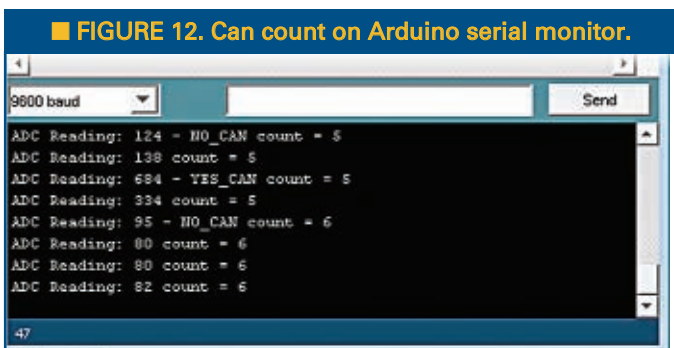 ■ FIGURE 12. Can count on Arduino serial monitor.
9600 baud
Send
ADC Reading: 124 - NO_CAN count = 5
ADC Reading: 138 count = 5
ADC Reading: 684 - YES_CAN count = 5
ADC Reading: 334 count = 5
ADC Reading: 95 - NO_CAN count = 6
ADC Reading: 80 count = 6
ADC Reading: 80 count = 6
ADC Reading: 82 count = 6
47